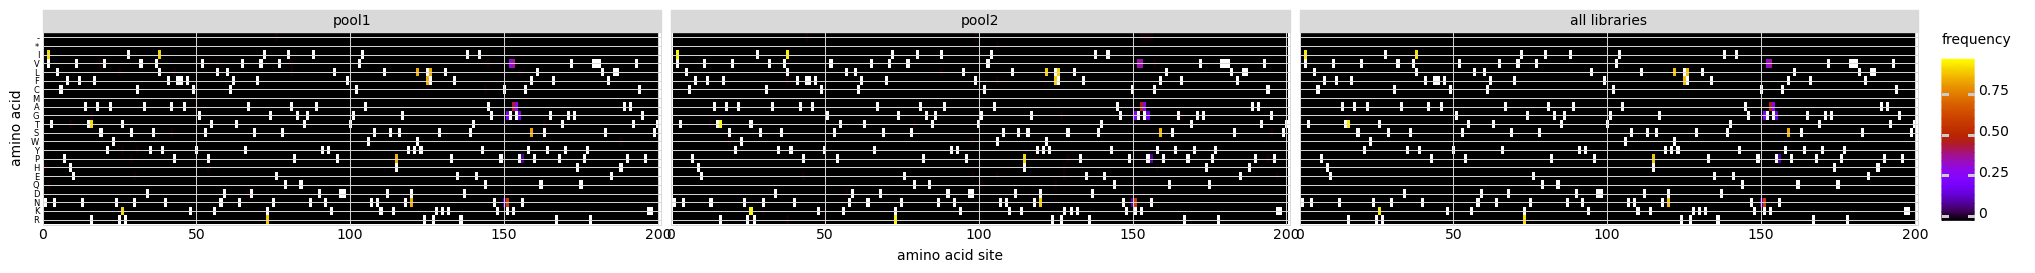 pool1 pool2 all libraries
frequency
amino acid
-
*
I
V
L
F
C
M
A
G
T
S
W
Y
P
H
E
Q
D
N
K
R
0.75
0.50
0.25
0
0 50 100 150 200 0 50 100 150 200 0 50 100 150 200
amino acid site